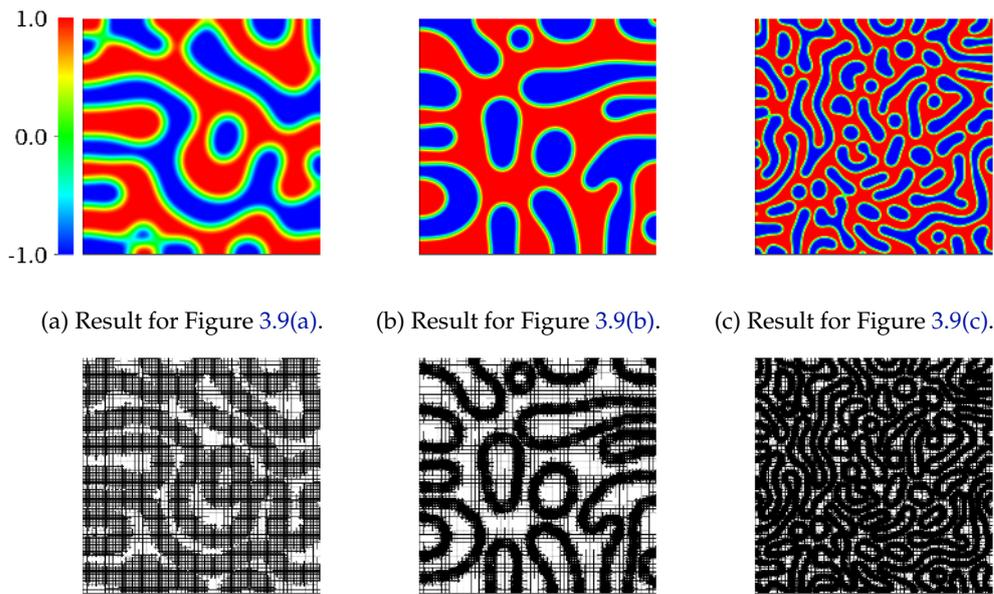 1.0
0.0
-1.0
(a) Result for Figure 3.9(a).
(b) Result for Figure 3.9(b).
(c) Result for Figure 3.9(c).